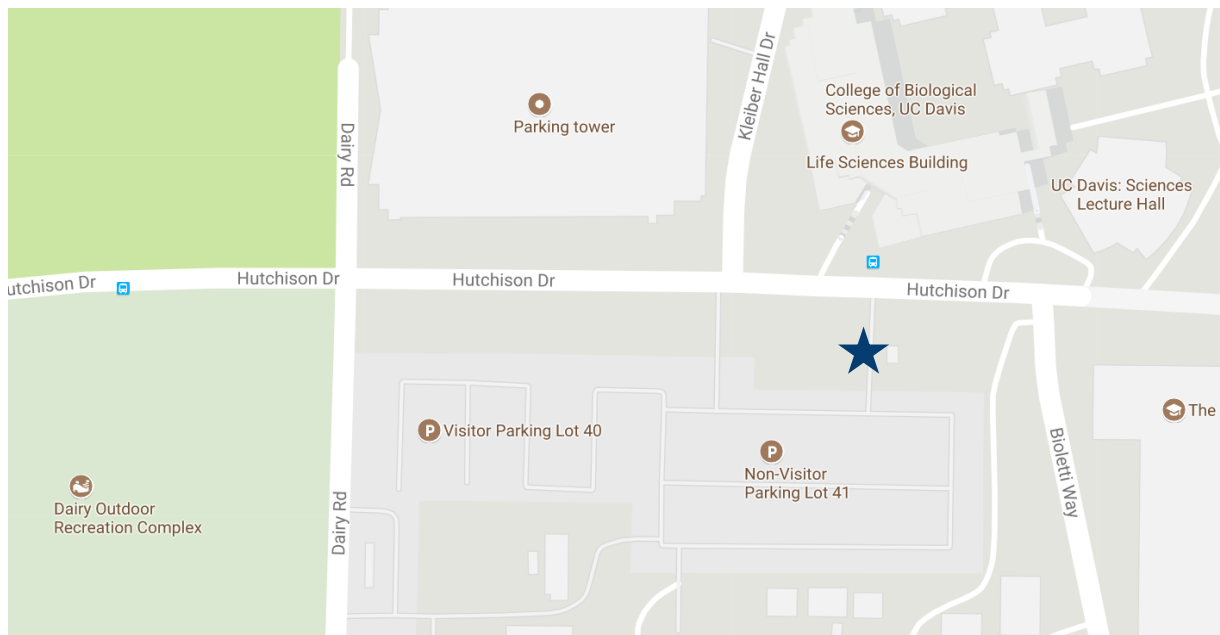 Kleiber Hall Dr
College of Biological
Sciences, UC Davis
Parking tower
Dairy Rd
Life Sciences Building
UC Davis: Sciences
Lecture Hall
utchison Dr
Hutchison Dr
Hutchison Dr
Hutchison Dr
P
Visitor Parking Lot 40
P
Non-Visitor
Parking Lot 41
The
Bioletti Way
Dairy Outdoor
Recreation Complex
Dairy Rd